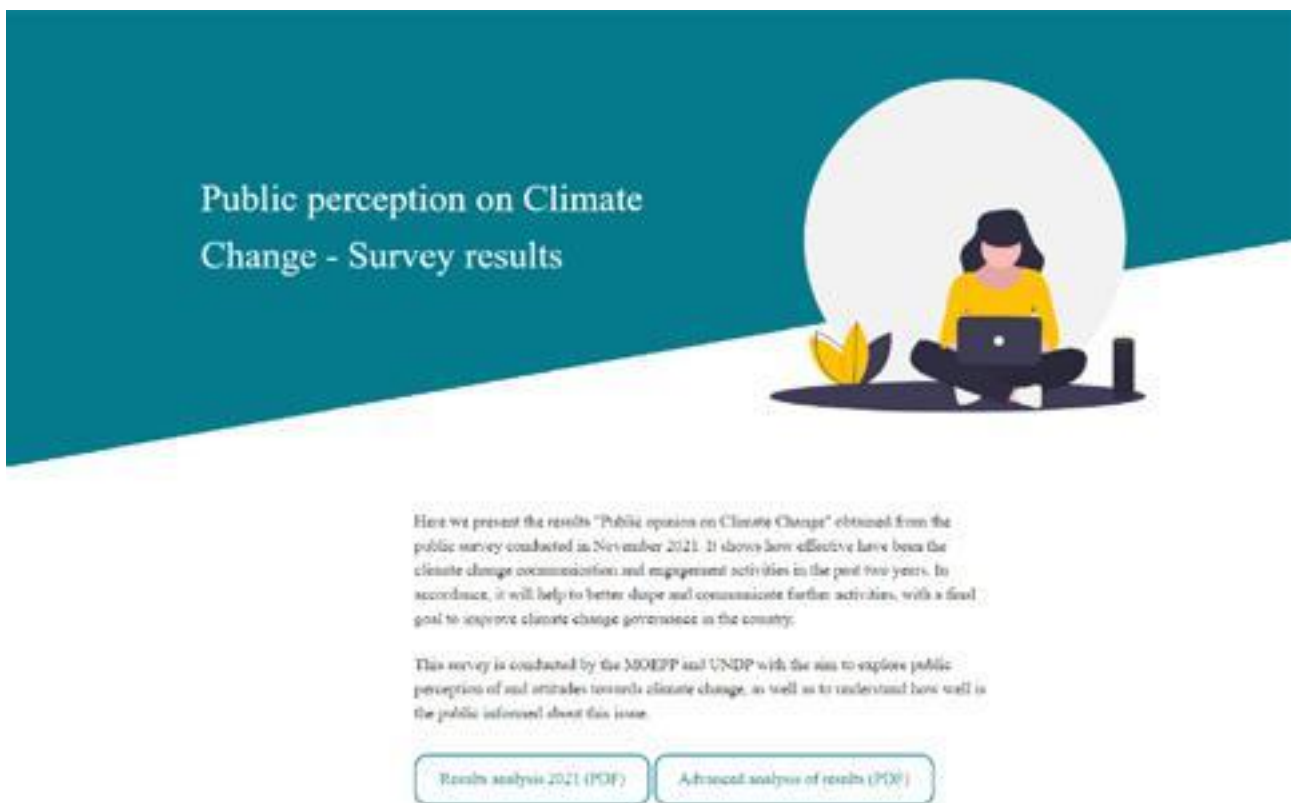 Public perception on Climate
Change - Survey results
Here we present the results "Public opinion on Climate Change" obtained from the
public survey conducted in November 2021. It shows how effective have been the
climate change communication and engagement activities in the past two years. In
accordance, it will help to better shape and communicate further activities, with a final
goal to improve climate change governance in the country.
This survey is conducted by the MOEPP and UNDP with the aim to explore public
perception of and attitudes towards climate change, as well as to understand how well is
the public informed about this issue.
Results analysis 2021 (PDF)
Advanced analysis of results (PDF)